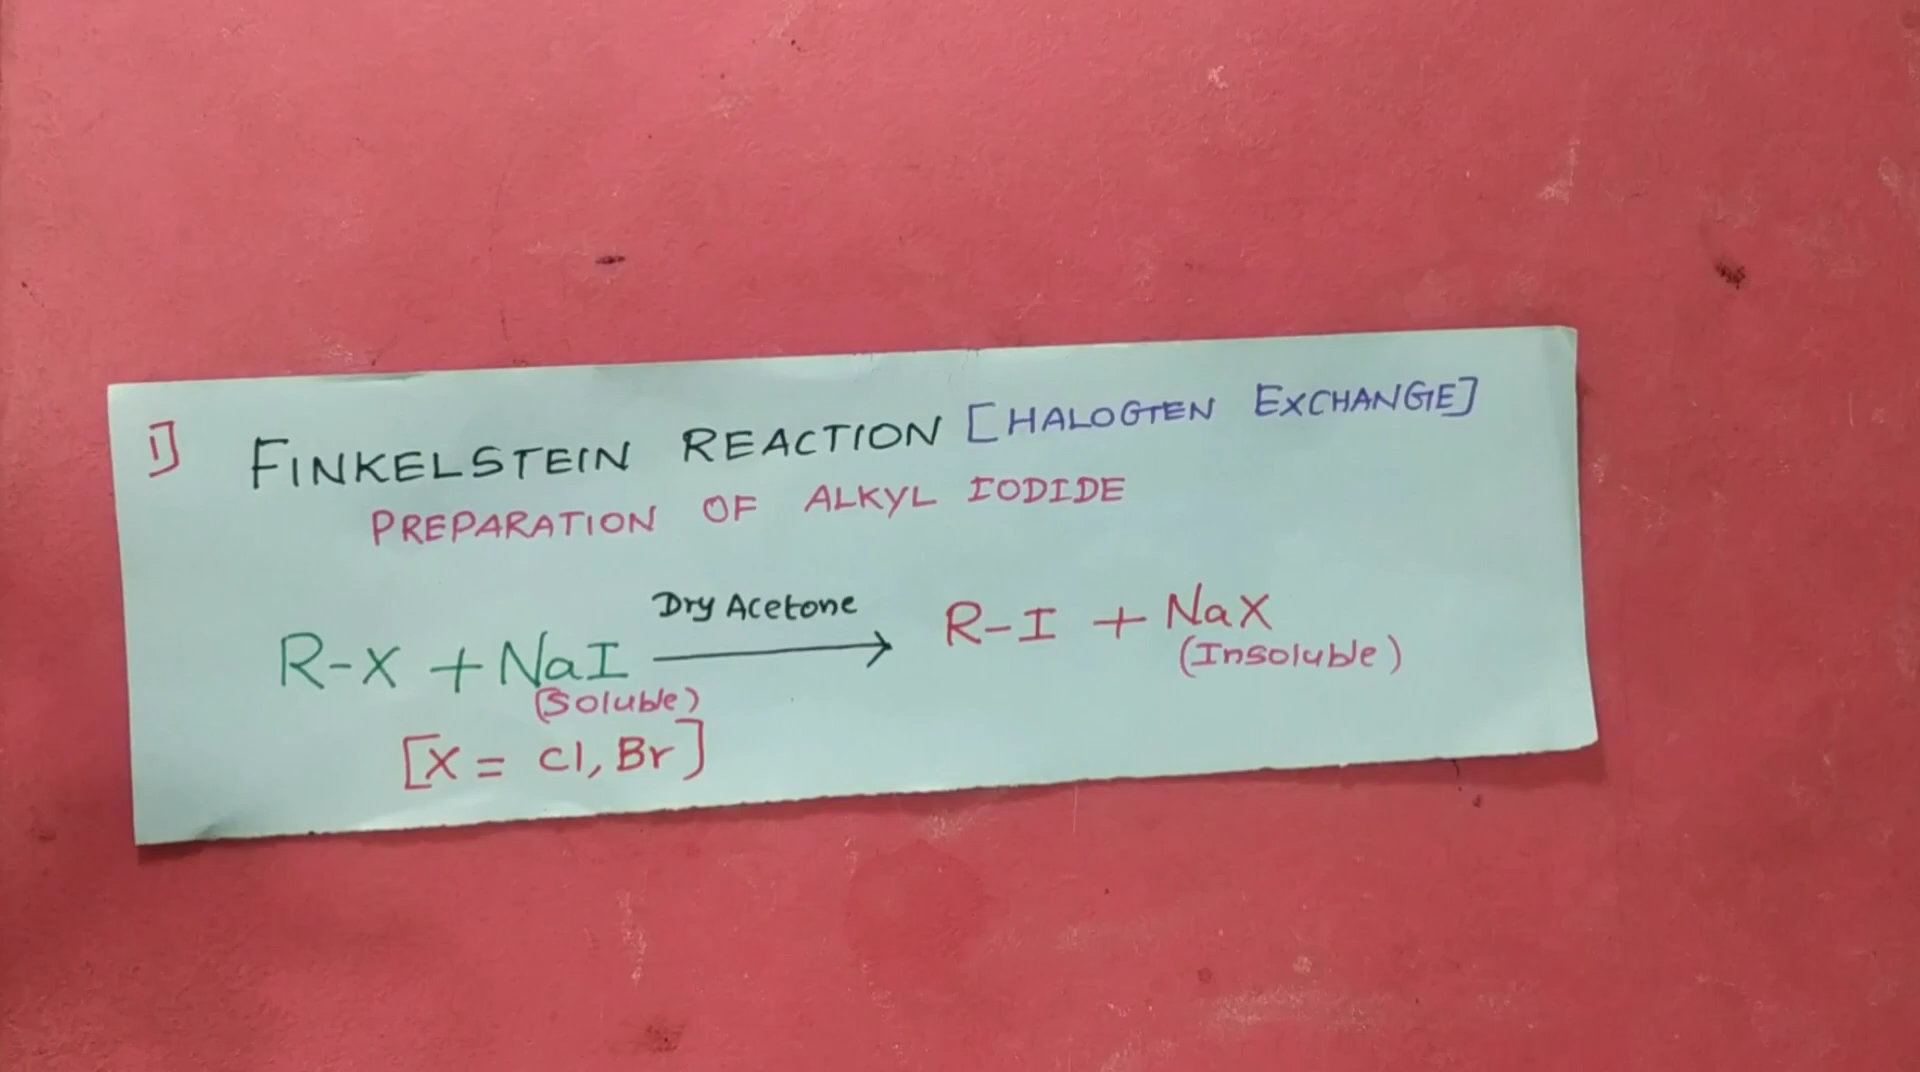 1] FINKELSTEIN REACTION [HALOGEN EXCHANGE]
PREPARATION OF ALKYL IODIDE
R-X + NaI Dry Acetone → R-I + NaX
(Soluble) (Insoluble)
[X = Cl, Br]